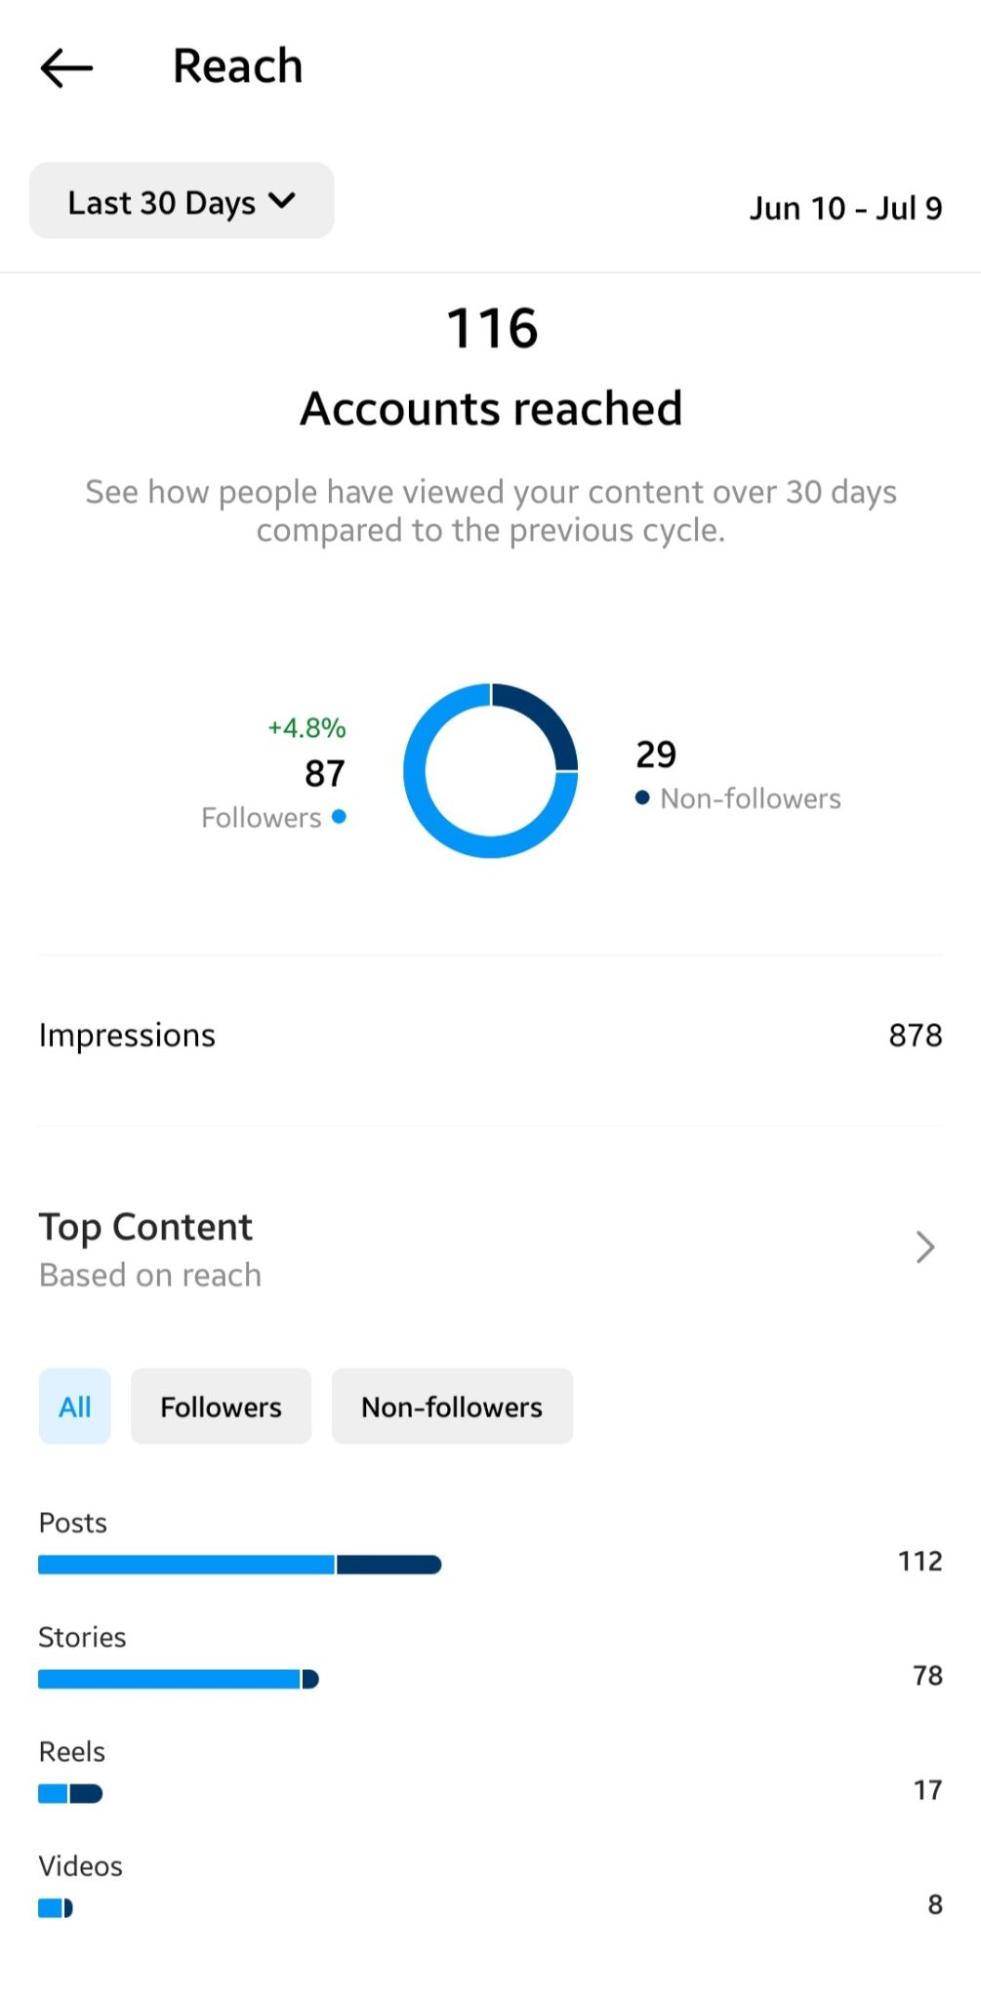 Reach
Last 30 Days
Jun 10 - Jul 9
116
Accounts reached
See how people have viewed your content over 30 days
compared to the previous cycle.
+4.8%
87
Followers
29
Non-followers
Impressions
878
Top Content
Based on reach
All
Followers
Non-followers
Posts
112
Stories
78
Reels
17
Videos
8